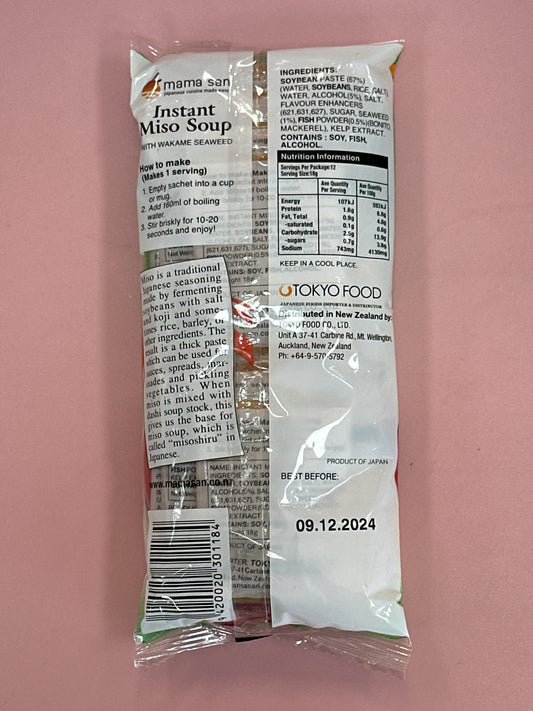 mama san
Japanese cuisine made easy
Instant
Miso Soup
WITH WAKAME SEAWEED
How to make
(Makes 1 serving)
1. Empty sachet into a cup
or mug.
2. Add 160ml of boiling
water.
3. Stir briskly for 10-20
seconds and enjoy!
Miso is a traditional
Japanese seasoning
made by fermenting
soybeans with salt
and koji and some-
times rice, barley, or
other ingredients. The
result is a thick paste
which can be used for
sauces, spreads, mar-
inades and pickling
vegetables. When
miso is mixed with
dashi soup stock, this
gives us the base for
miso soup, which is
called "misoshiru" in
Japanese.
www.mamasan.co.nz
9420020301184
INGREDIENTS:
SOYBEAN PASTE (67%)
(WATER, SOYBEANS, RICE, SALT),
WATER, ALCOHOL(5%), SALT,
FLAVOUR ENHANCERS
(621,631,627), SUGAR, SEAWEED
(1%), FISH POWDER(0.5%)(BONITO,
MACKEREL), KELP EXTRACT.
CONTAINS : SOY, FISH,
ALCOHOL.
Nutrition Information
Servings Per Package:12
Serving Size:18g
Ave Quantity Per Serving Ave Quantity Per 100g
Energy 107kJ 593kJ
Protein 1.6g 8.8g
Fat, Total 0.9g 4.8g
-saturated 0.1g 0.6g
Carbohydrate 2.5g 13.9g
-sugars 0.7g 3.8g
Sodium 743mg 4130mg
KEEP IN A COOL PLACE.
TOKYO FOOD
JAPANESE FOODS IMPORTER & DISTRIBUTOR
Distributed in New Zealand by:
TOKYO FOOD CO., LTD.
Unit A 37-41 Carbine Rd., Mt. Wellington,
Auckland, New Zealand
Ph: +64-9-570-5792
PRODUCT OF JAPAN
BEST BEFORE:
09.12.2024